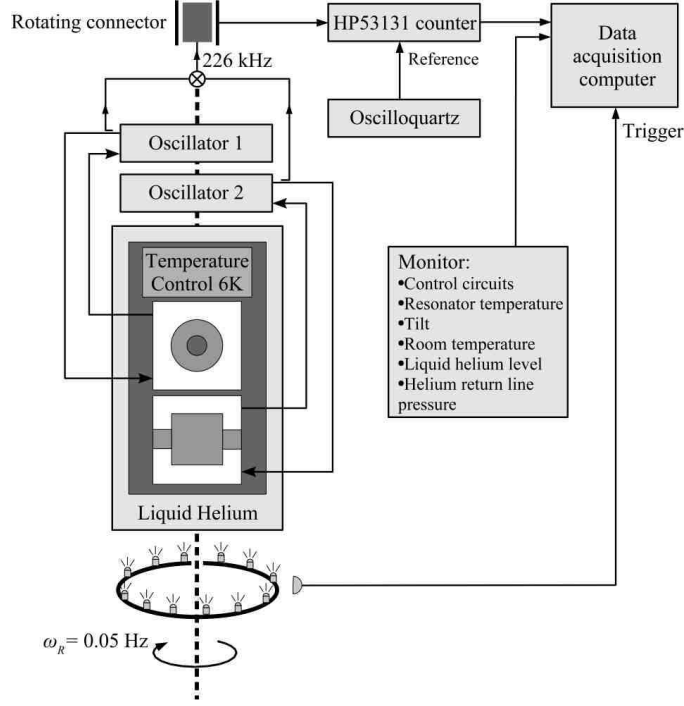 Rotating connector
HP53131 counter
Data
acquisition
computer
226 kHz
Reference
Oscilloquartz
Trigger
Oscillator 1
Oscillator 2
Temperature
Control 6K
Monitor:
•Control circuits
•Resonator temperature
•Tilt
•Room temperature
•Liquid helium level
•Helium return line
pressure
Liquid Helium
ω_R = 0.05 Hz